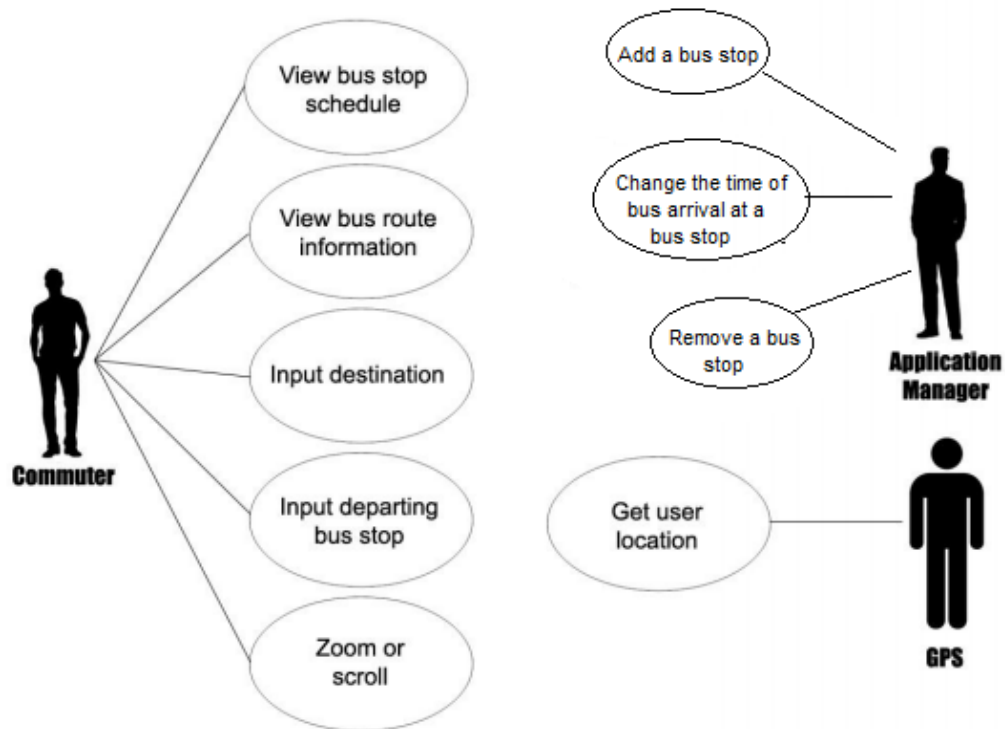 View bus stop
schedule
View bus route
information
Input destination
Input departing
bus stop
Zoom or
scroll
Commuter
Add a bus stop
Change the time of
bus arrival at a
bus stop
Remove a bus
stop
Application
Manager
Get user
location
GPS